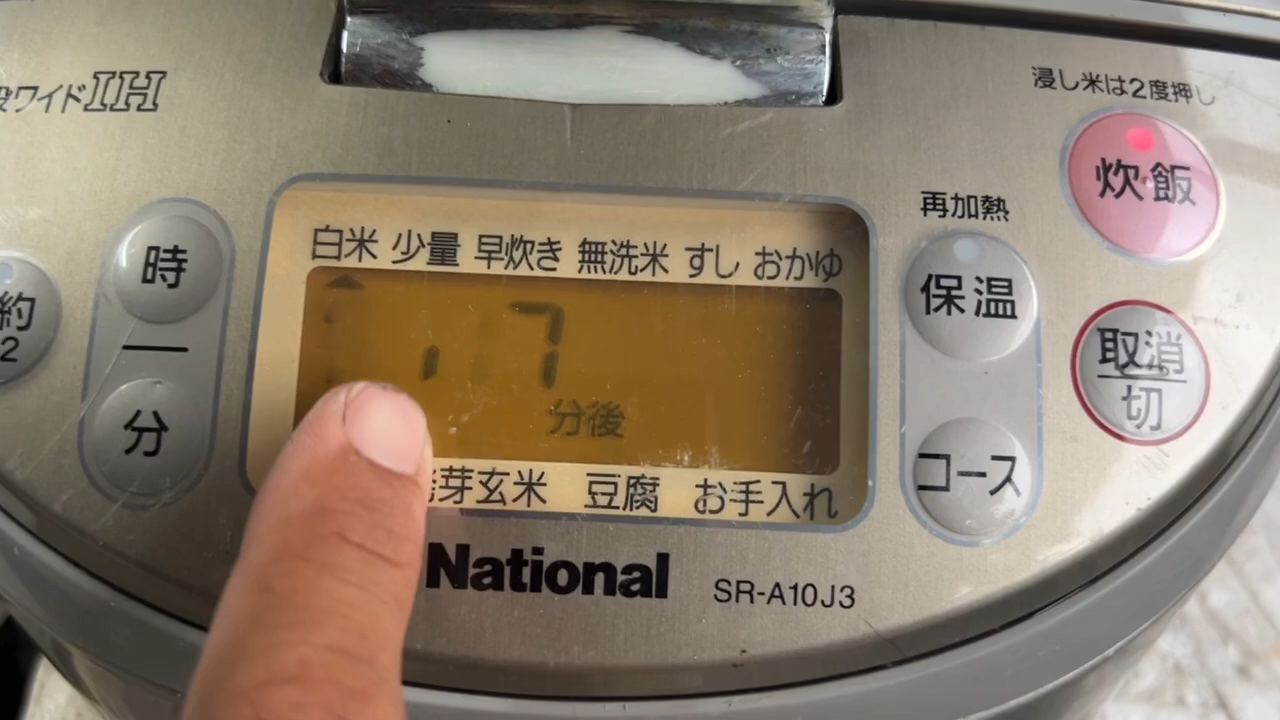 ワイドIH
浸し米は2度押し
炊飯
再加熱
時
保温
約
2
取消
切
分
コース
白米 少量 早炊き 無洗米 すし おかゆ
7
分後
芽玄米 豆腐 お手入れ
National SR-A10J3